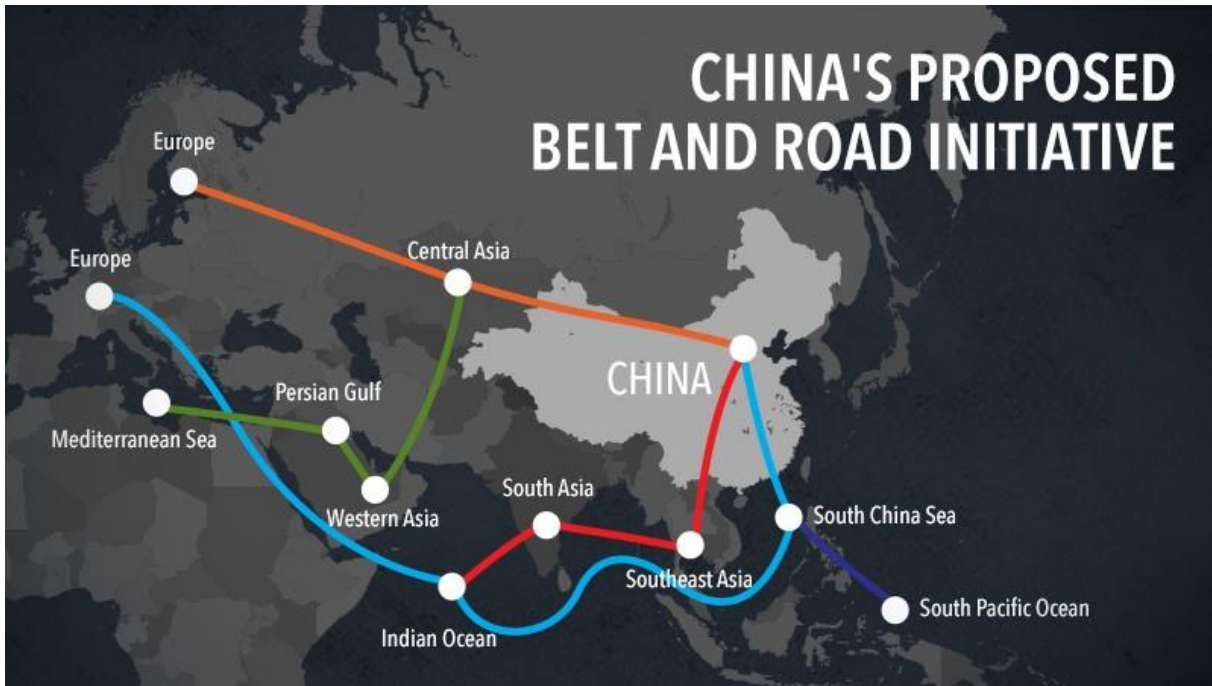 CHINA'S PROPOSED
BELT AND ROAD INITIATIVE
Europe
Central Asia
Europe
CHINA
Persian Gulf
Mediterranean Sea
South Asia
Western Asia
South China Sea
Southeast Asia
South Pacific Ocean
Indian Ocean